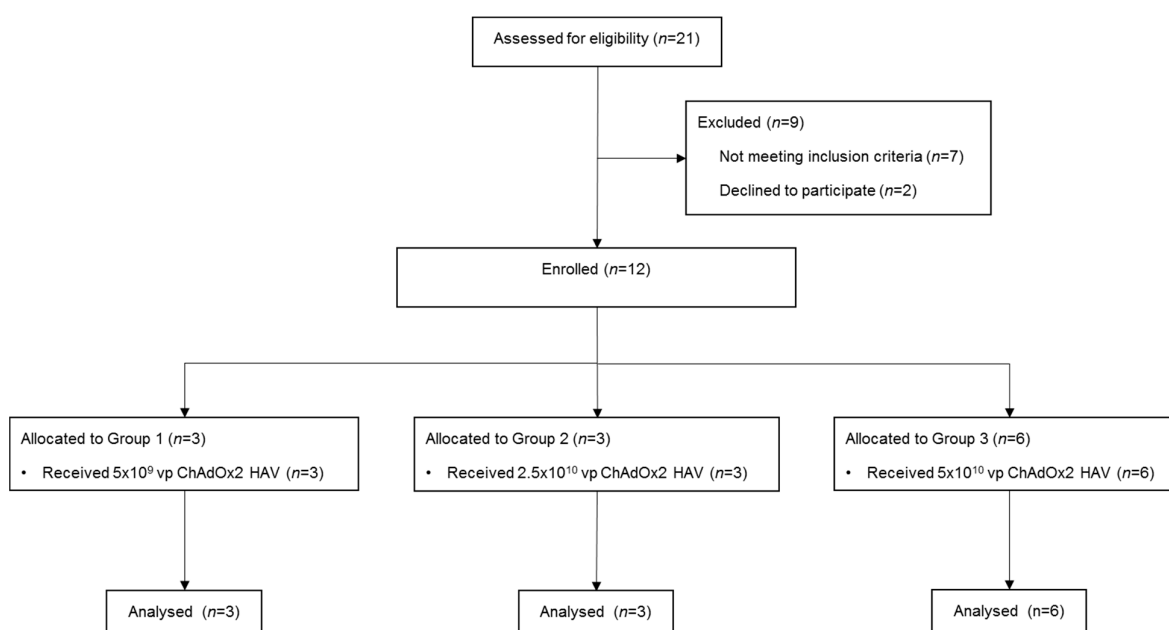 Assessed for eligibility (n=21)
Excluded (n=9)
Not meeting inclusion criteria (n=7)
Declined to participate (n=2)
Enrolled (n=12)
Allocated to Group 1 (n=3)
• Received 5x10⁹ vp ChAdOx2 HAV (n=3)
Allocated to Group 2 (n=3)
• Received 2.5x10¹⁰ vp ChAdOx2 HAV (n=3)
Allocated to Group 3 (n=6)
• Received 5x10¹⁰ vp ChAdOx2 HAV (n=6)
Analysed (n=3)
Analysed (n=3)
Analysed (n=6)